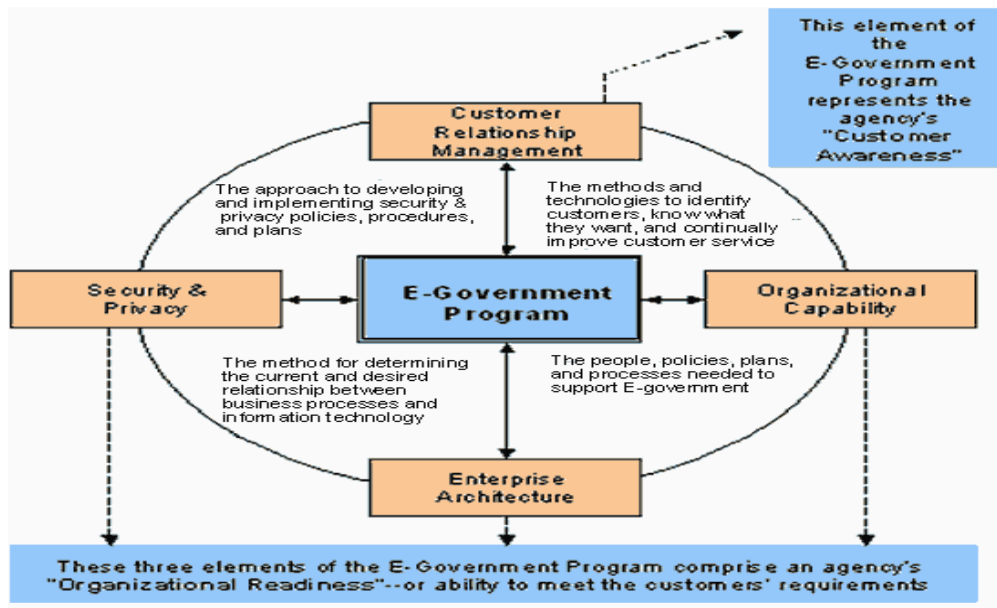 This element of
the
E-Government
Program
represents the
agency's
"Customer
Awareness"
Customer
Relationship
Management
The approach to developing
and implementing security &
privacy policies, procedures,
and plans
The methods and
technologies to identify
customers, know what
they want, and continually
improve customer service
Security &
Privacy
E-Government
Program
Organizational
Capability
The method for determining
the current and desired
relationship between
business processes and
information technology
The people, policies, plans,
and processes needed to
support E-government
Enterprise
Architecture
These three elements of the E-Government Program comprise an agency's
"Organizational Readiness"--or ability to meet the customers' requirements